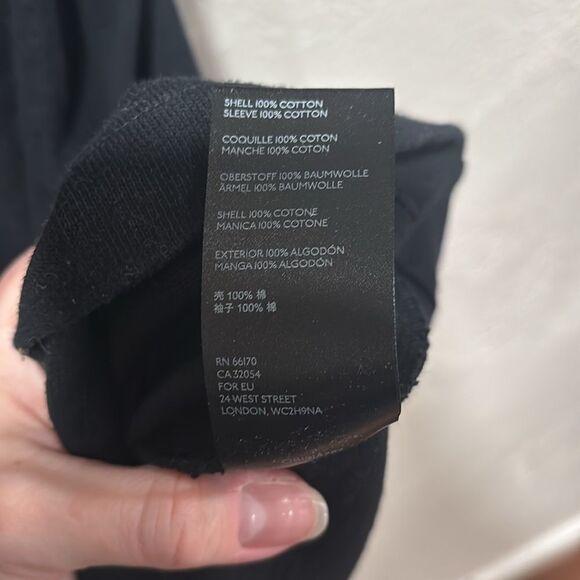 SHELL 100% COTTON
SLEEVE 100% COTTON
COQUILLE 100% COTON
MANCHE 100% COTON
OBERSTOFF 100% BAUMWOLLE
ÄRMEL 100% BAUMWOLLE
SHELL 100% COTONE
MANICA 100% COTONE
EXTERIOR 100% ALGODÓN
MANGA 100% ALGODÓN
壳 100% 棉
袖子 100% 棉
RN 66170
CA 32054
FOR EU
24 WEST STREET
LONDON, WC2H9NA